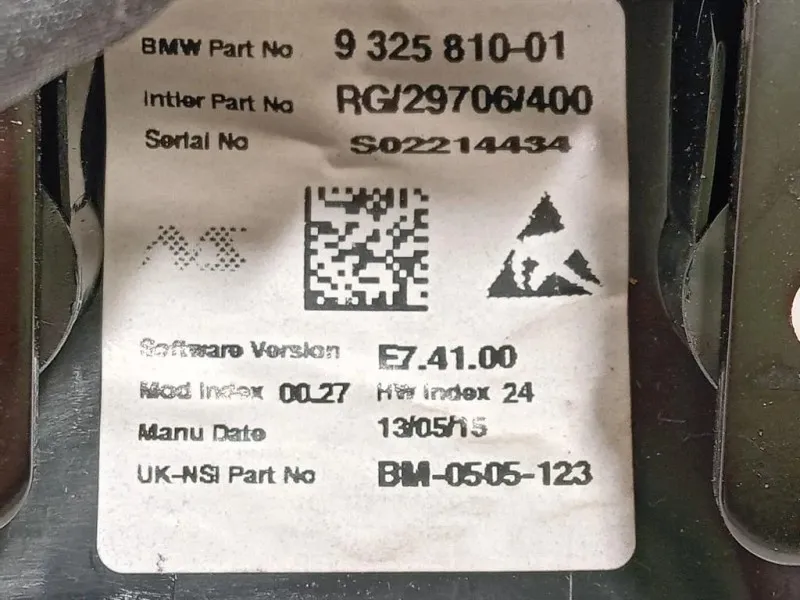 BMW Part No 9 325 810-01
Intier Part No RG/29706/400
Serial No S02214434
Software Version E7.41.00
Mod Index 00.27 HW Index 24
Manu Date 13/05/15
UK-NSI Part No BM-0505-123